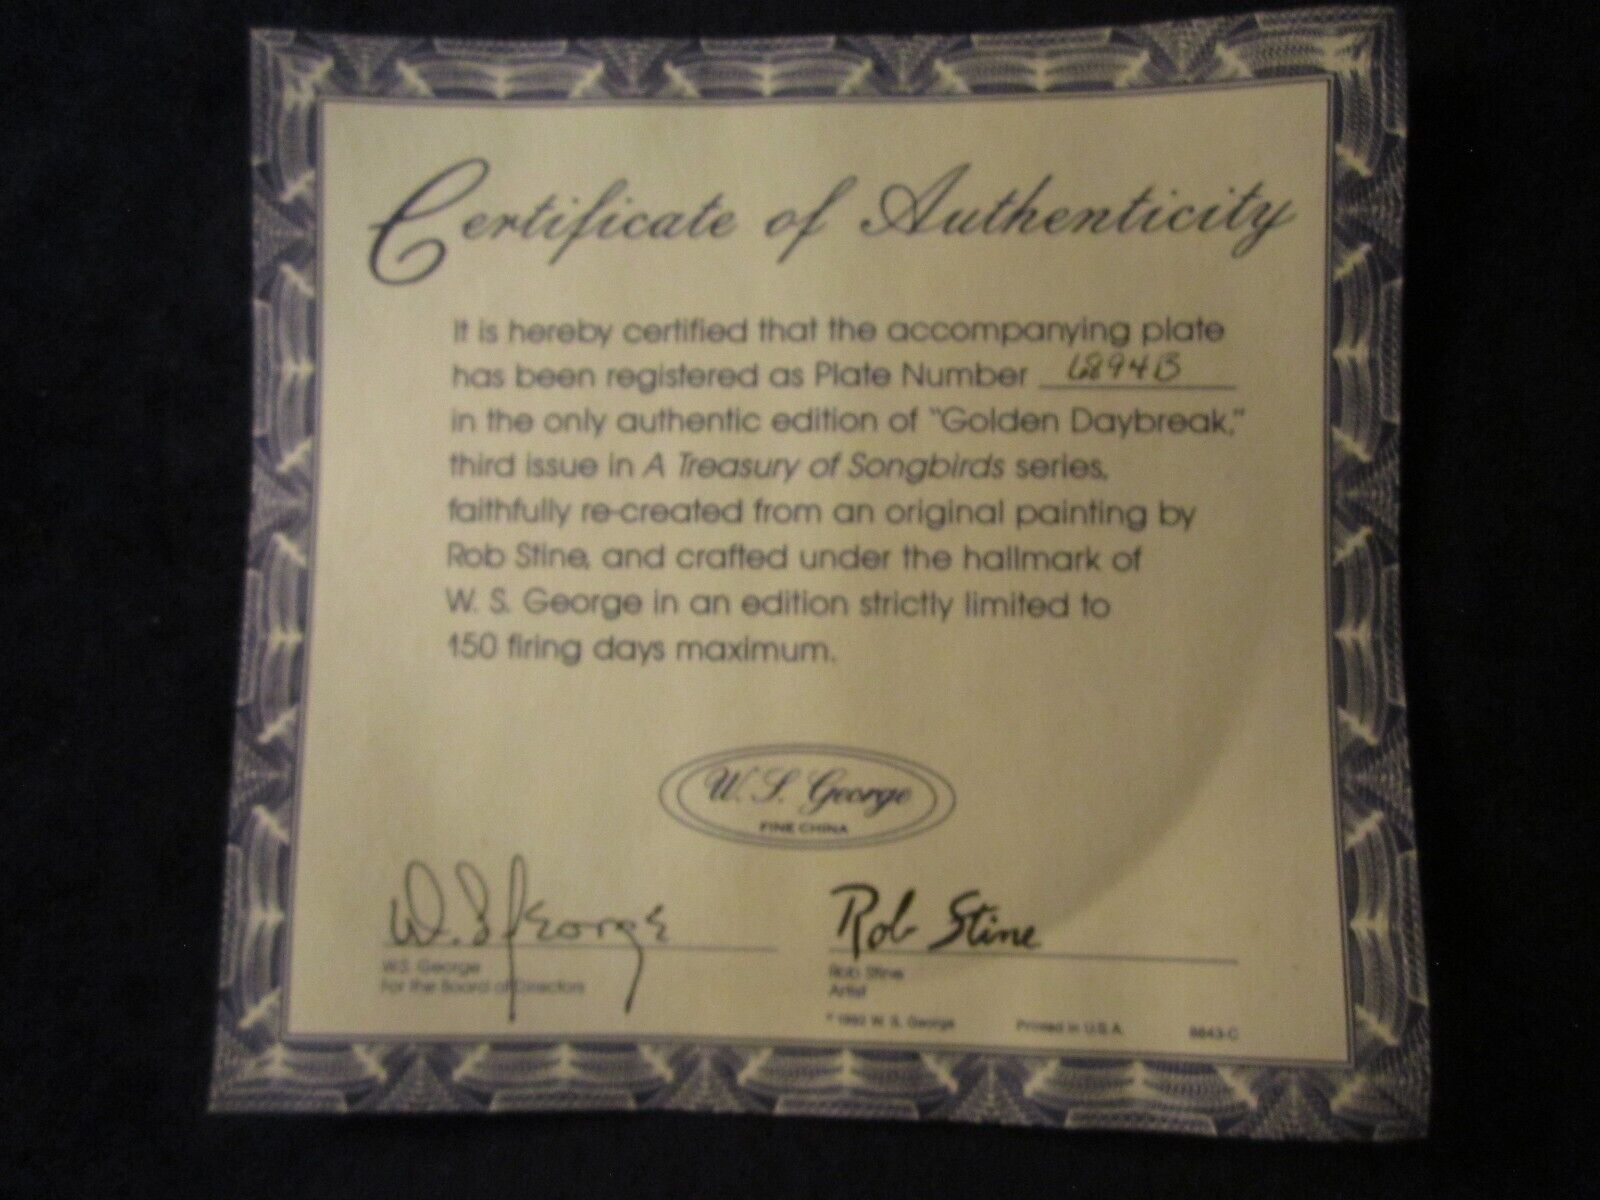 Certificate of Authenticity
It is hereby certified that the accompanying plate
has been registered as Plate Number 6894B
in the only authentic edition of "Golden Daybreak,"
third issue in A Treasury of Songbirds series,
faithfully re-created from an original painting by
Rob Stine, and crafted under the hallmark of
W. S. George in an edition strictly limited to
150 firing days maximum.
W. S. George
FINE CHINA
W. S. George
Rob Stine
W.S. George
For the Board of Directors
Rob Stine
Artist
© 1992 W. S. George
Printed in U.S.A.
8843-C